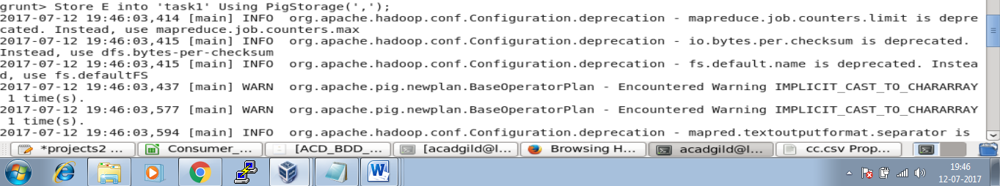 grunt> Store E into 'task1' Using PigStorage(',');
2017-07-12 19:46:03,414 [main] INFO  org.apache.hadoop.conf.Configuration.deprecation - mapreduce.job.counters.limit is depre
cated. Instead, use mapreduce.job.counters.max
2017-07-12 19:46:03,415 [main] INFO  org.apache.hadoop.conf.Configuration.deprecation - io.bytes.per.checksum is deprecated.
Instead, use dfs.bytes-per-checksum
2017-07-12 19:46:03,415 [main] INFO  org.apache.hadoop.conf.Configuration.deprecation - fs.default.name is deprecated. Instea
d, use fs.defaultFS
2017-07-12 19:46:03,437 [main] WARN  org.apache.pig.newplan.BaseOperatorPlan - Encountered Warning IMPLICIT_CAST_TO_CHARARRAY
1 time(s).
2017-07-12 19:46:03,577 [main] WARN  org.apache.pig.newplan.BaseOperatorPlan - Encountered Warning IMPLICIT_CAST_TO_CHARARRAY
1 time(s).
2017-07-12 19:46:03,594 [main] INFO  org.apache.hadoop.conf.Configuration.deprecation - mapred.textoutputformat.separator is
*projects2 ... Consumer_... [ACD_BDD_... [acadgild@l... Browsing H... acadgild@l... cc.csv Prop...
W
19:46
12-07-2017